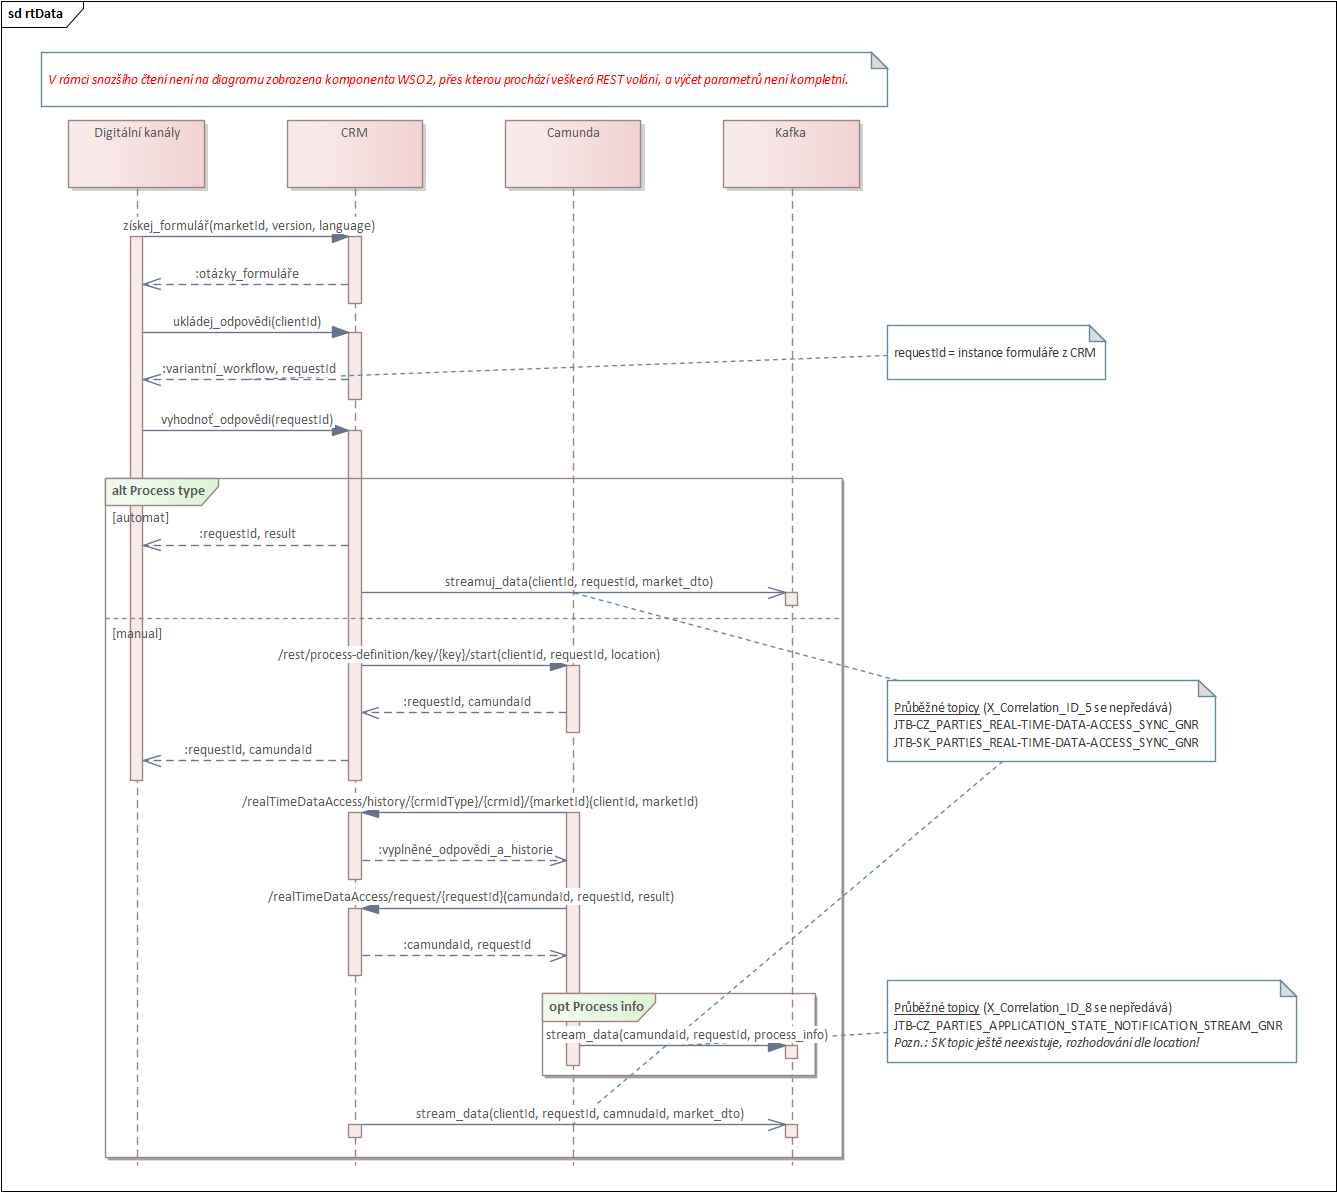 sd rtData
V rámci snazšího čtení není na diagramu zobrazena komponenta WSO2, přes kterou prochází veškerá REST volání, a výčet parametrů není kompletní.
Digitální kanály
CRM
Camunda
Kafka
získej_formulář(marketId, version, language)
:otázky_formuláře
ukládej_odpovědi(clientId)
requestId = instance formuláře z CRM
:variantní_workflow, requestId
vyhodnoť_odpovědi(requestId)
alt Process type
[automat]
:requestId, result
streamuj_data(clientId, requestId, market_dto)
[manual]
/rest/process-definition/key/{key}/start(clientId, requestId, location)
:requestId, camundaId
Průběžné topicy (X_Correlation_ID_5 se nepředává)
JTB-CZ_PARTIES_REAL-TIME-DATA-ACCESS_SYNC_GNR
JTB-SK_PARTIES_REAL-TIME-DATA-ACCESS_SYNC_GNR
:requestId, camundaId
/realTimeDataAccess/history/{crmIdType}/{crmId}/{marketId}(clientId, marketId)
:vyplněné_odpovědi_a_historie
/realTimeDataAccess/request/{requestId}(camundaId, requestId, result)
:camundaId, requestId
opt Process info
stream_data(camundaId, requestId, process_info)
Průběžné topicy (X_Correlation_ID_8 se nepředává)
JTB-CZ_PARTIES_APPLICATION_STATE_NOTIFICATION_STREAM_GNR
Pozn.: SK topic ještě neexistuje, rozhodování dle location!
stream_data(clientId, requestId, camnudaId, market_dto)